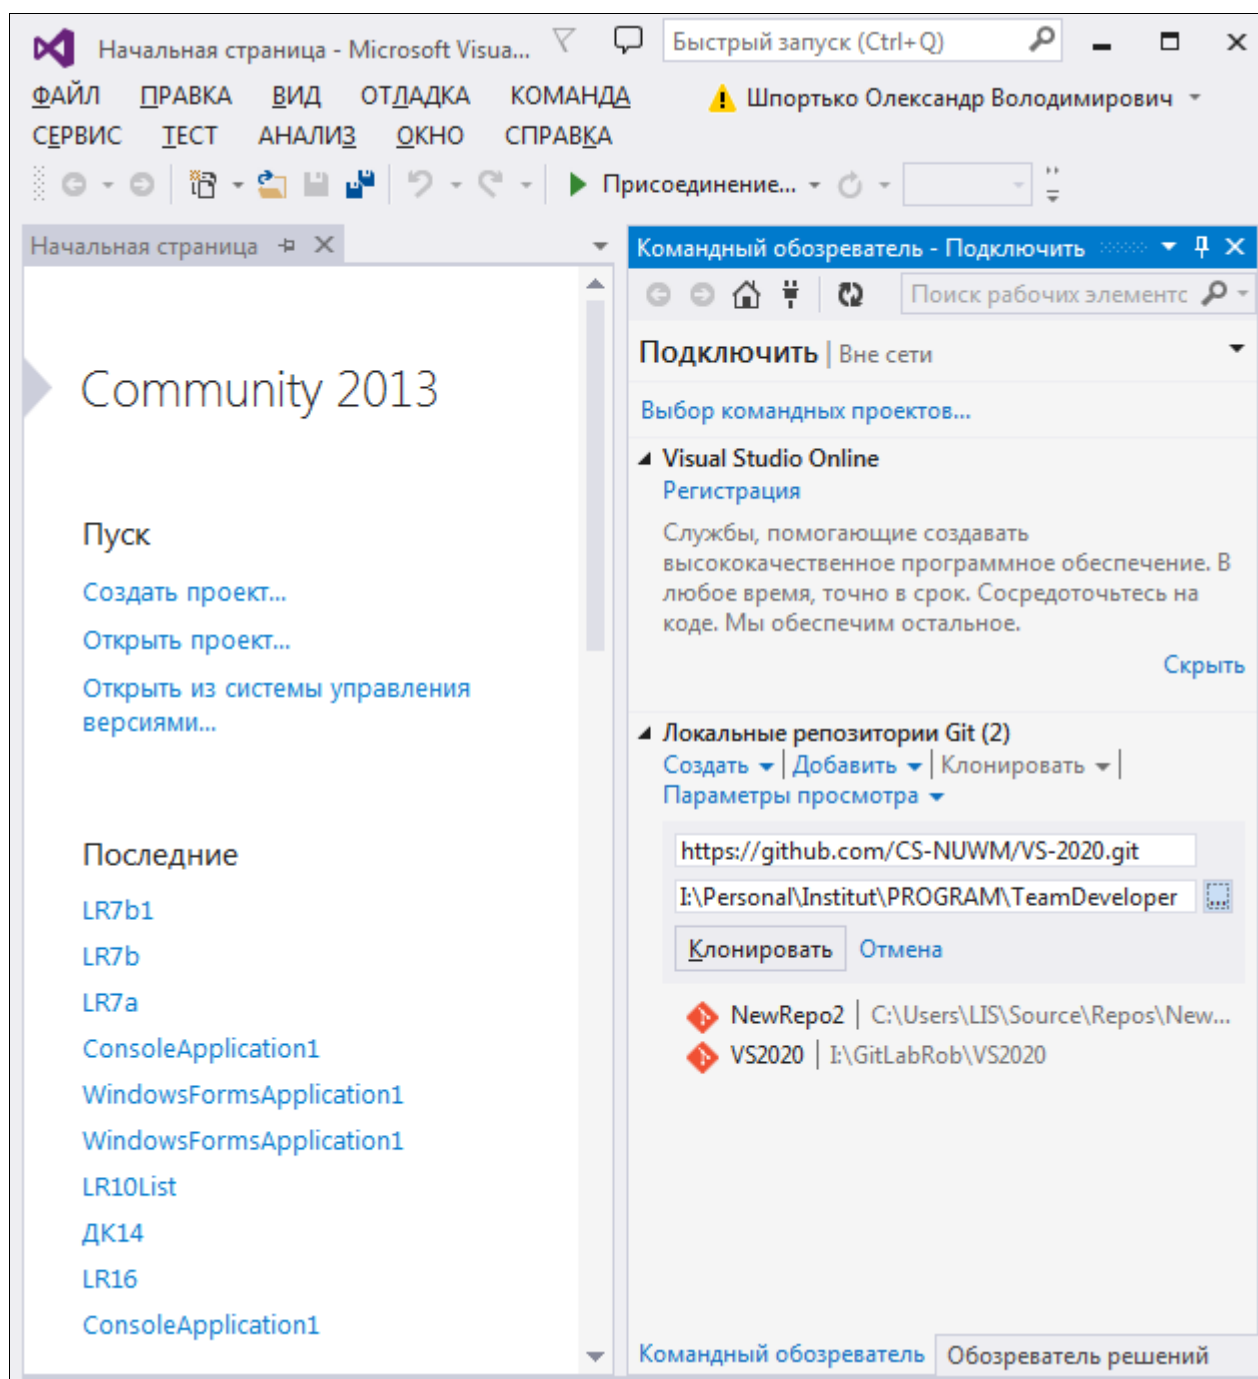 Начальная страница - Microsoft Visua...
Быстрый запуск (Ctrl+Q)
ФАЙЛ ПРАВКА ВИД ОТЛАДКА КОМАНДА
Шпортько Олександр Володимирович
СЕРВИС ТЕСТ АНАЛИЗ ОКНО СПРАВКА
Присоединение...
Начальная страница
Community 2013
Пуск
Создать проект...
Открыть проект...
Открыть из системы управления
версиями...
Последние
LR7b1
LR7b
LR7a
ConsoleApplication1
WindowsFormsApplication1
WindowsFormsApplication1
LR10List
ДК14
LR16
ConsoleApplication1
Командный обозреватель - Подключить
Поиск рабочих элементс
Подключить | Вне сети
Выбор командных проектов...
Visual Studio Online
Регистрация
Службы, помогающие создавать
высококачественное программное обеспечение. В
любое время, точно в срок. Сосредоточьтесь на
коде. Мы обеспечим остальное.
Скрыть
Локальные репозитории Git (2)
Создать | Добавить | Клонировать |
Параметры просмотра
https://github.com/CS-NUWM/VS-2020.git
I:\Personal\Institut\PROGRAM\TeamDeveloper
...
Клонировать Отмена
NewRepo2 | C:\Users\LIS\Source\Repos\New...
VS2020 | I:\GitLabRob\VS2020
Командный обозреватель Обозреватель решений